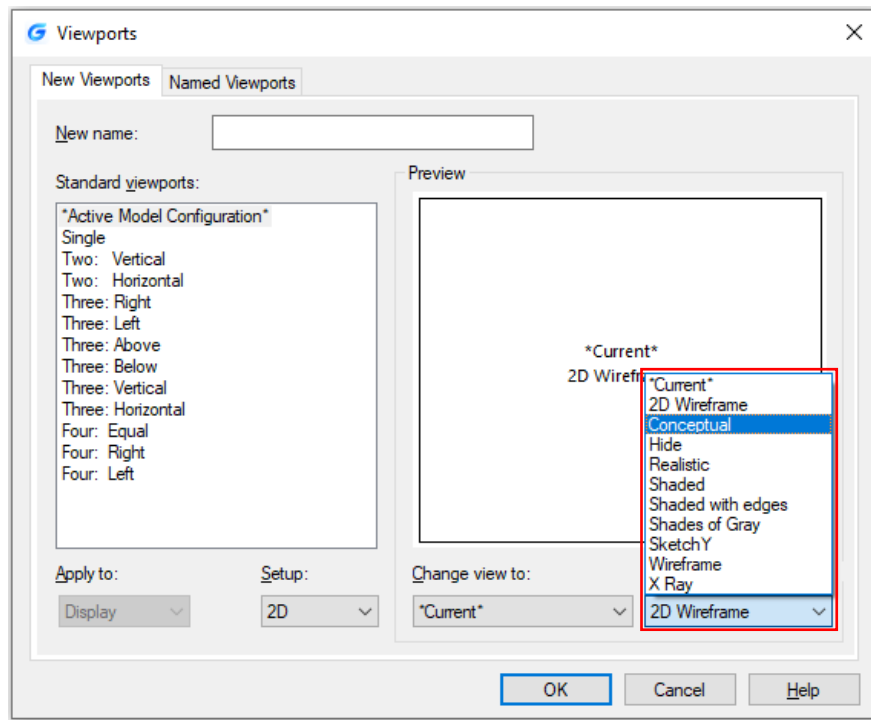 Viewports
New Viewports
Named Viewports
New name:
Standard viewports:
*Active Model Configuration*
Single
Two: Vertical
Two: Horizontal
Three: Right
Three: Left
Three: Above
Three: Below
Three: Vertical
Three: Horizontal
Four: Equal
Four: Right
Four: Left
Apply to:
Display
Setup:
2D
Preview
*Current*
2D Wirefr
Change view to:
*Current*
*Current*
2D Wireframe
Conceptual
Hide
Realistic
Shaded
Shaded with edges
Shades of Gray
SketchY
Wireframe
X Ray
2D Wireframe
OK
Cancel
Help